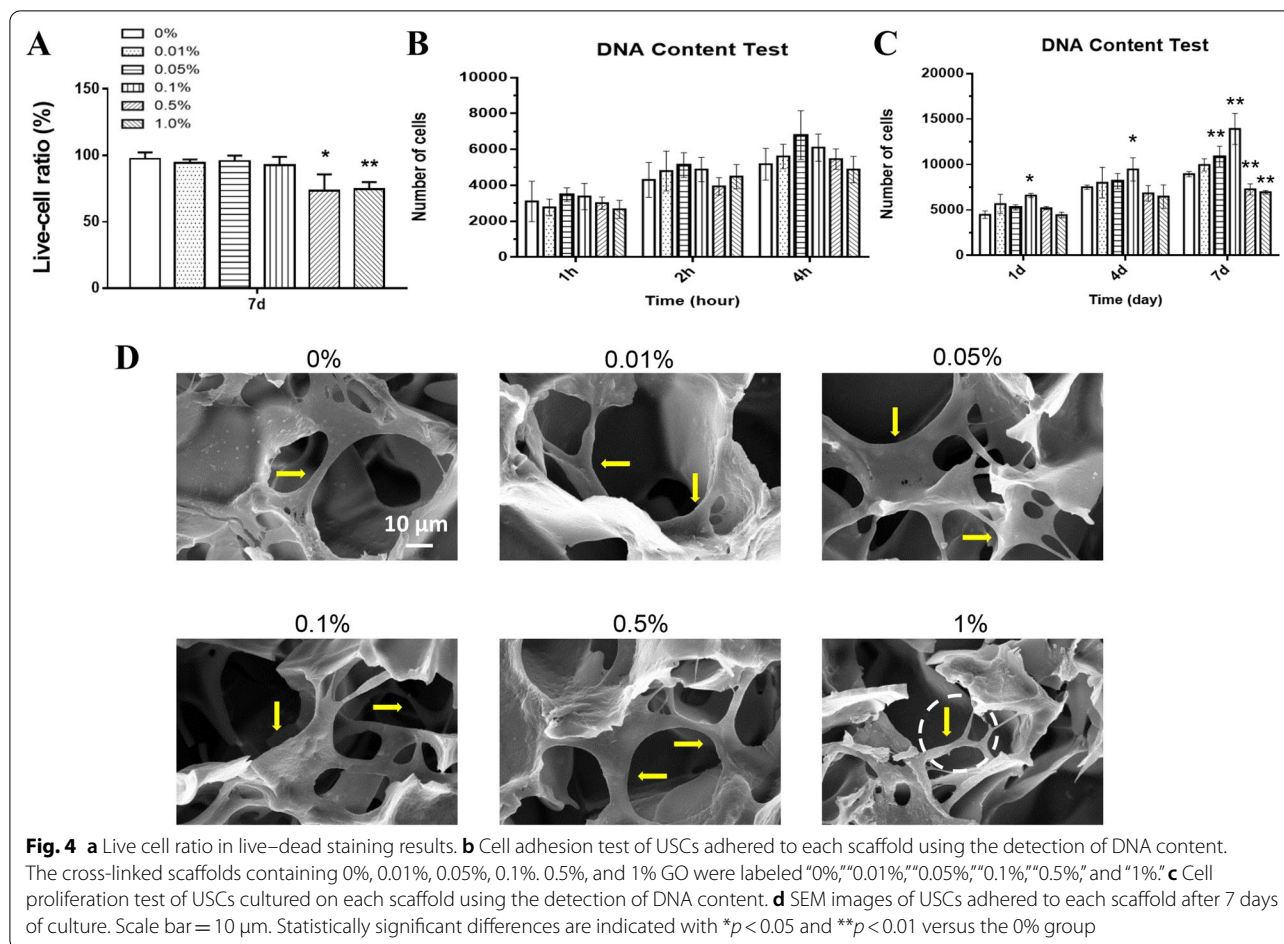 A
0%
0.01%
0.05%
0.1%
0.5%
1.0%
Live-cell ratio (%)
150
100
50
0
*
**
7d
B
DNA Content Test
Number of cells
10000
8000
6000
4000
2000
0
1h
2h
4h
Time (hour)
C
DNA Content Test
Number of cells
20000
15000
10000
5000
0
*
*
**
**
**
**
1d
4d
7d
Time (day)
D
0%
0.01%
0.05%
10 μm
0.1%
0.5%
1%
Fig. 4 a Live cell ratio in live–dead staining results. b Cell adhesion test of USCs adhered to each scaffold using the detection of DNA content.
The cross-linked scaffolds containing 0%, 0.01%, 0.05%, 0.1%. 0.5%, and 1% GO were labeled “0%,” “0.01%,” “0.05%,” “0.1%,” “0.5%,” and “1%.” c Cell
proliferation test of USCs cultured on each scaffold using the detection of DNA content. d SEM images of USCs adhered to each scaffold after 7 days
of culture. Scale bar = 10 μm. Statistically significant differences are indicated with *p < 0.05 and **p < 0.01 versus the 0% group